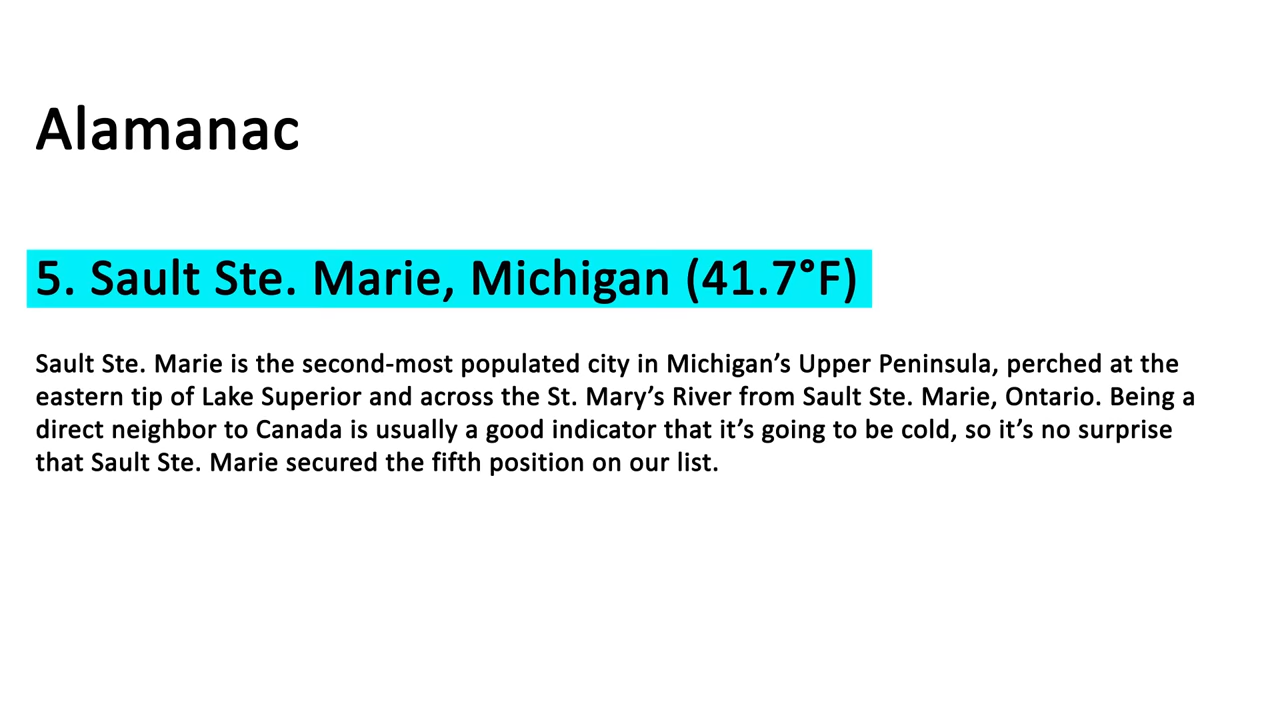 Alamanac
5. Sault Ste. Marie, Michigan (41.7°F)
Sault Ste. Marie is the second-most populated city in Michigan’s Upper Peninsula, perched at the
eastern tip of Lake Superior and across the St. Mary’s River from Sault Ste. Marie, Ontario. Being a
direct neighbor to Canada is usually a good indicator that it’s going to be cold, so it’s no surprise
that Sault Ste. Marie secured the fifth position on our list.